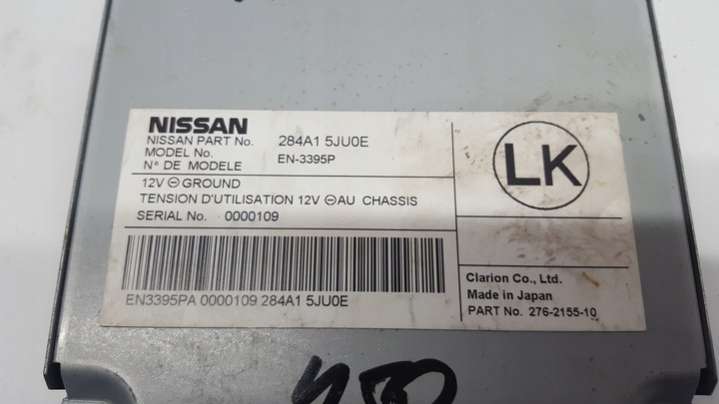 NISSAN
NISSAN PART No. 284A1 5JU0E
MODEL No.
N° DE MODELE EN-3395P
12V ⊖ GROUND
TENSION D'UTILISATION 12V ⊖ AU CHASSIS
SERIAL No. 0000109
EN3395PA 0000109 284A1 5JU0E
LK
Clarion Co., Ltd.
Made in Japan
PART No. 276-2155-10